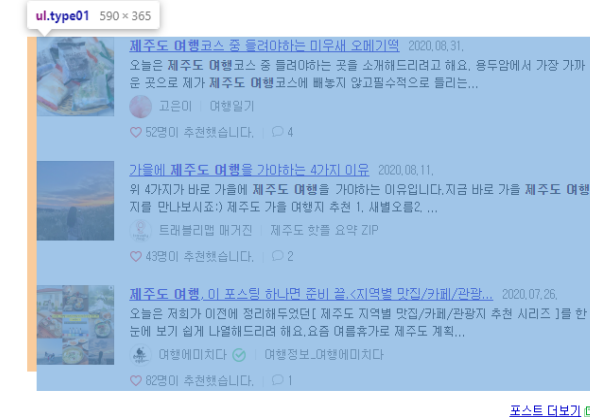 ul.type01 590 × 365
제주도 여행코스 중 들려야하는 미우새 오메기떡 2020.08.31.
오늘은 제주도 여행코스 중 들려야하는 곳을 소개해드리려고 해요. 용두암에서 가장 가까
운 곳으로 제가 제주도 여행코스에 빼놓지 않고필수적으로 들리는...
고은이 | 여행일기
52명이 추천했습니다. | 4
가을에 제주도 여행을 가야하는 4가지 이유 2020.08.11.
위 4가지가 바로 가을에 제주도 여행을 가야하는 이유입니다.지금 바로 가을 제주도 여행
지를 만나보시죠:) 제주도 가을 여행지 추천 1. 새별오름2. ...
트래블리맵 매거진 | 제주도 핫플 요약 ZIP
43명이 추천했습니다. | 2
제주도 여행, 이 포스팅 하나면 준비 끝.<지역별 맛집/카페/관광... 2020.07.26.
오늘은 저희가 이전에 정리해두었던[ 제주도 지역별 맛집/카페/관광지 추천 시리즈 ]를 한
눈에 보기 쉽게 나열해드리려 해요.요즘 여름휴가로 제주도 계획...
여행에미치다 | 여행정보_여행에미치다
82명이 추천했습니다. | 1
포스트 더보기